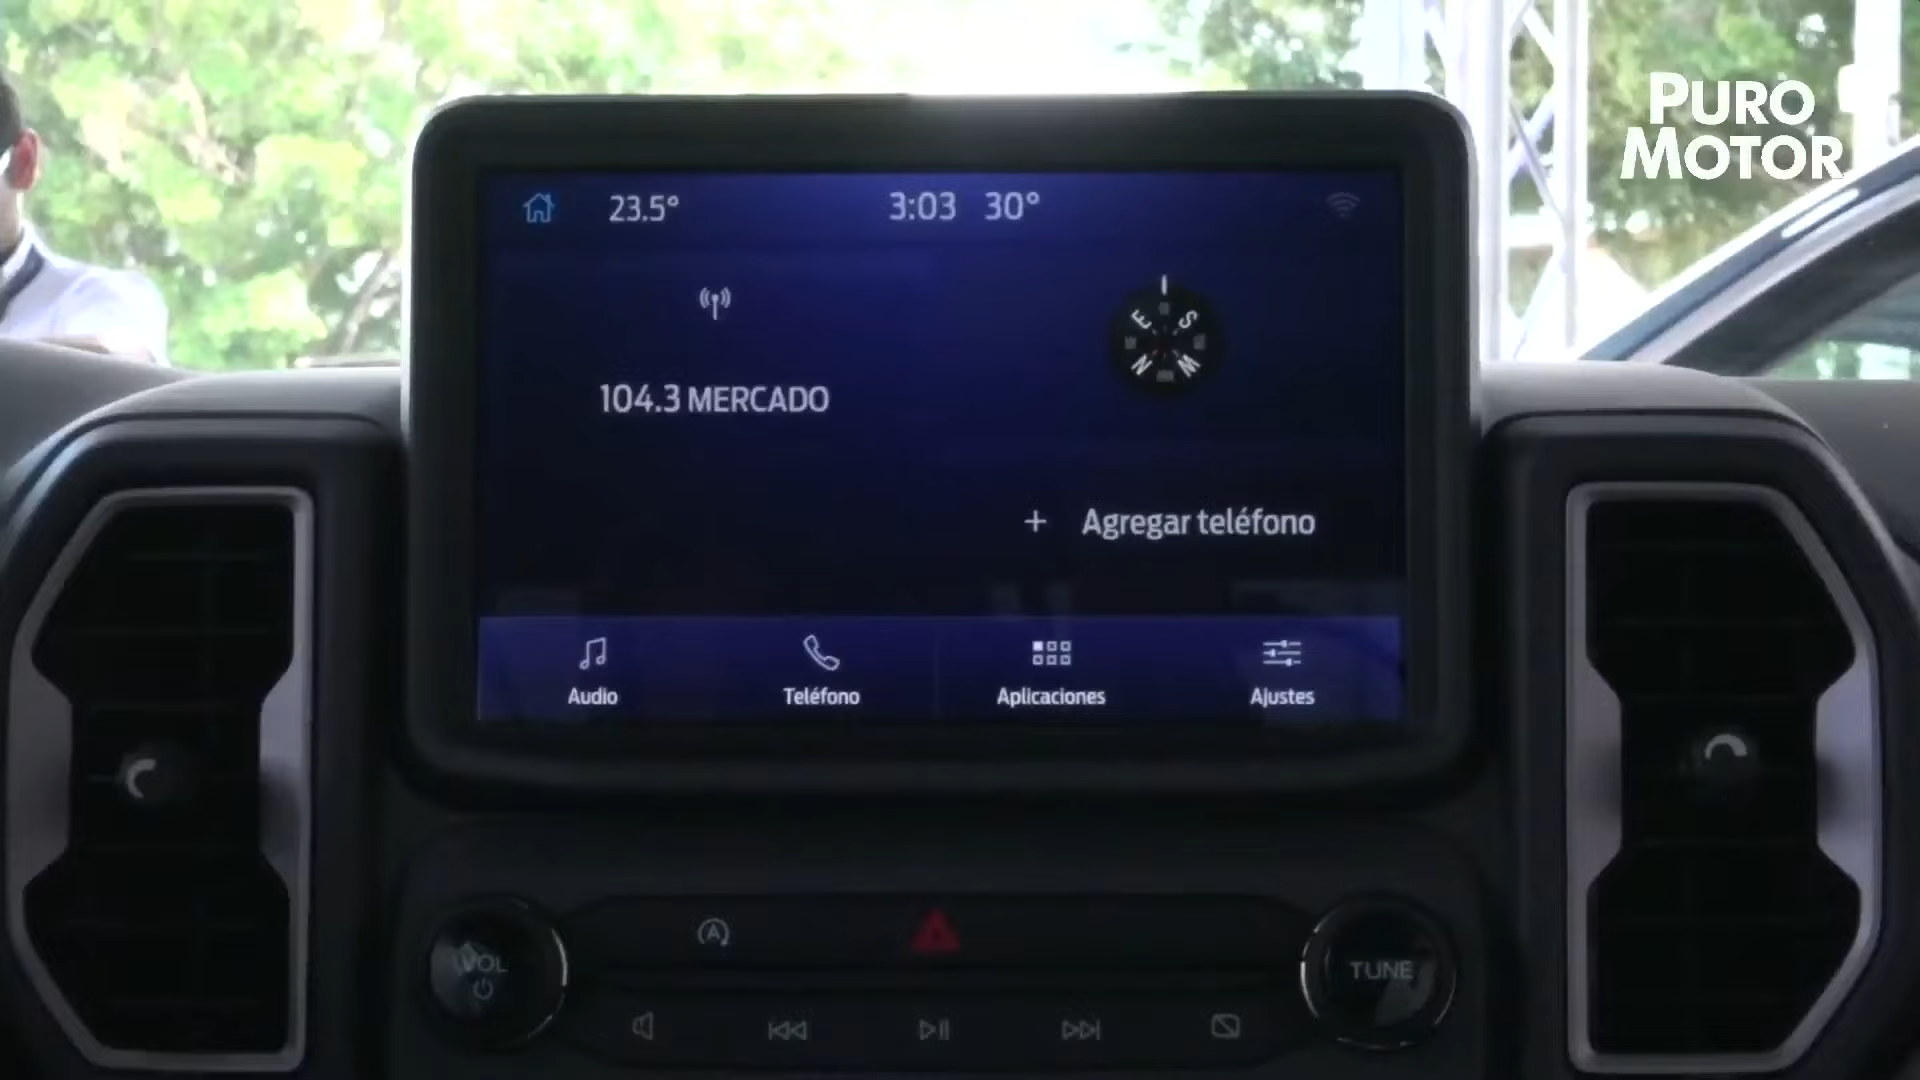 PURO
MOTOR
23.5° 3:03 30°
E S
N W
104.3 MERCADO
+ Agregar teléfono
Audio Teléfono Aplicaciones Ajustes
A
VOL
TUNE